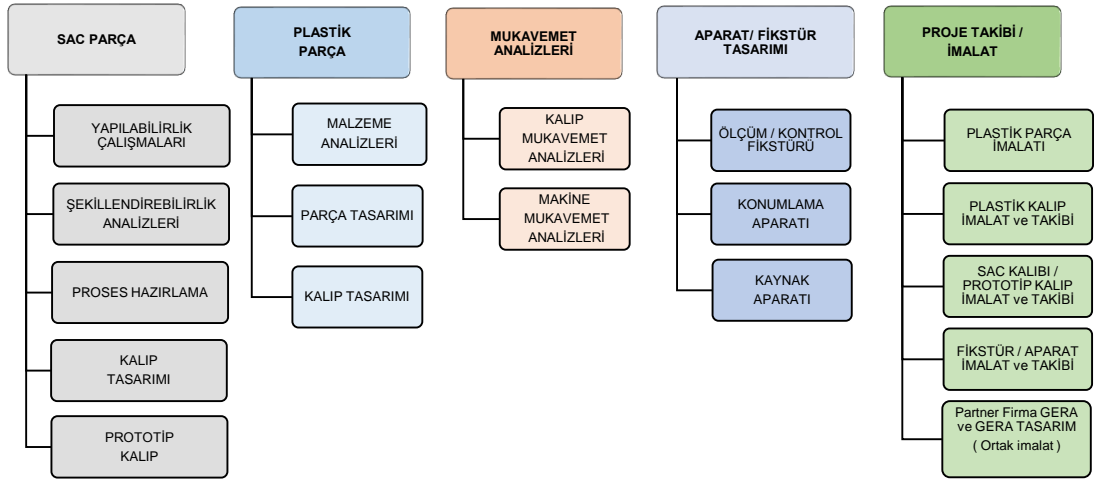 SAC PARÇA
YAPILABİLİRLİK
ÇALIŞMALARI
ŞEKİLLENDİREBİLİRLİK
ANALİZLERİ
PROSES HAZIRLAMA
KALIP
TASARIMI
PROTOTİP
KALIP
PLASTİK
PARÇA
MALZEME
ANALİZLERİ
PARÇA TASARIMI
KALIP TASARIMI
MUKAVEMET
ANALİZLERİ
KALIP
MUKAVEMET
ANALİZLERİ
MAKİNE
MUKAVEMET
ANALİZLERİ
APARAT/ FİKSTÜR
TASARIMI
ÖLÇÜM / KONTROL
FİKSTÜRÜ
KONUMLAMA
APARATI
KAYNAK
APARATI
PROJE TAKİBİ /
İMALAT
PLASTİK PARÇA
İMALATI
PLASTİK KALIP
İMALAT ve TAKİBİ
SAC KALIBI /
PROTOTİP KALIP
İMALAT ve TAKİBİ
FİKSTÜR / APARAT
İMALAT ve TAKİBİ
Partner Firma GERA
ve GERA TASARIM
( Ortak imalat )